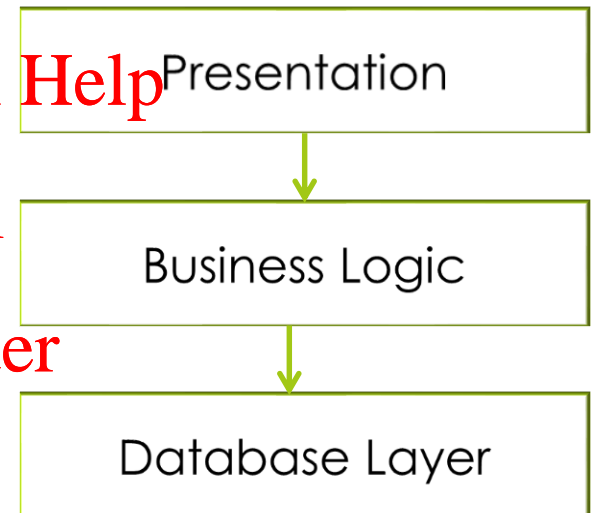 Help
Presentation
Business Logic
er
Database Layer